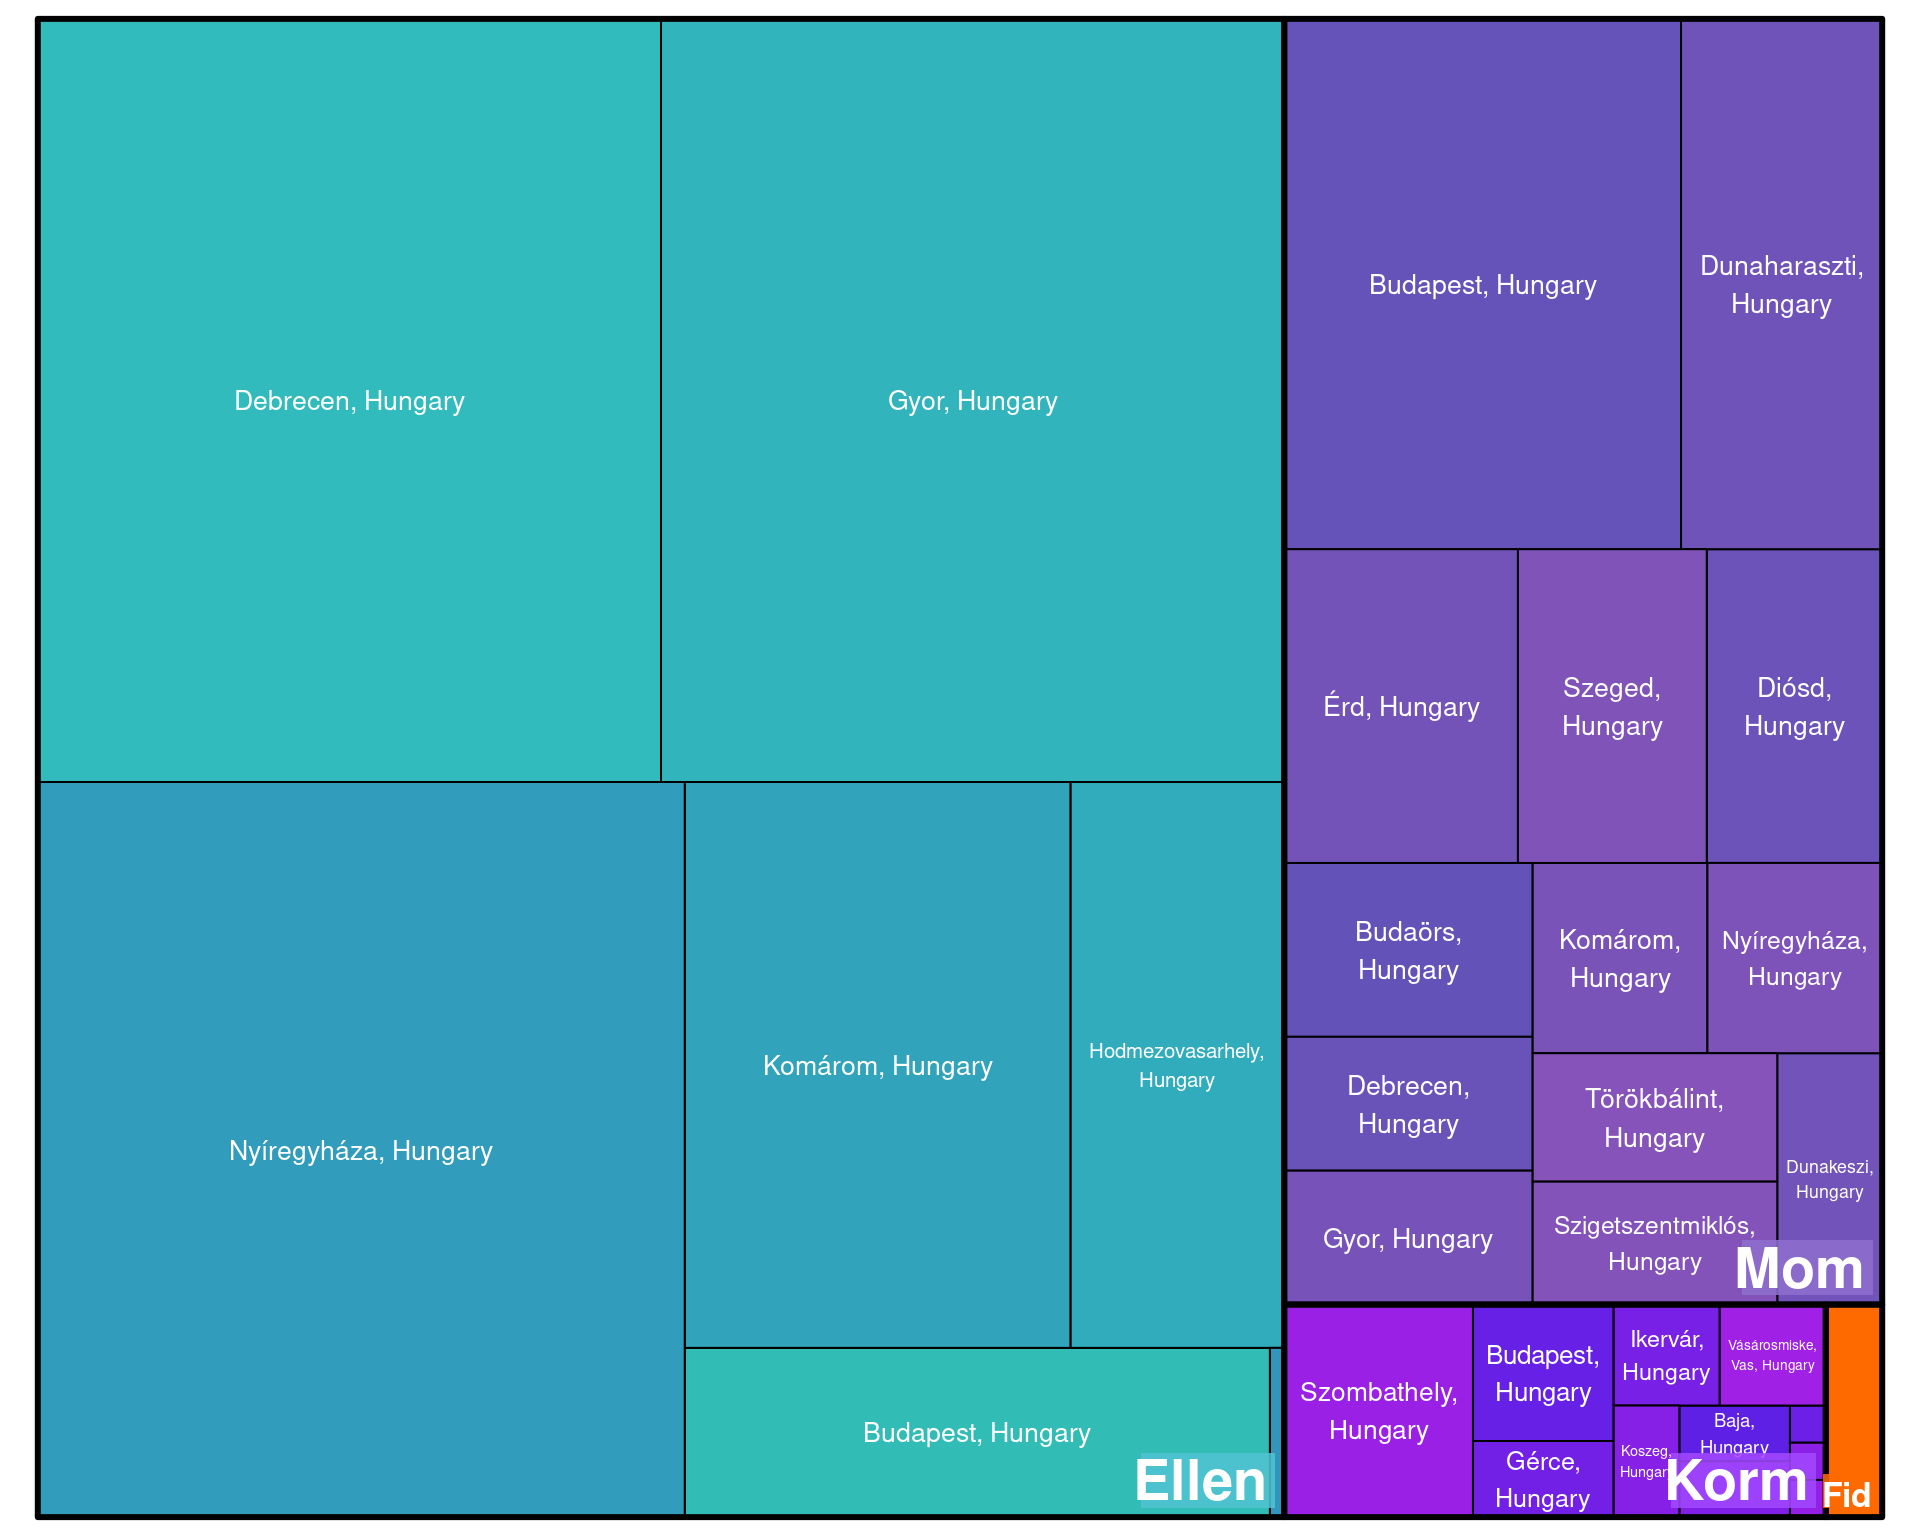 Debrecen, Hungary
Gyor, Hungary
Nyíregyháza, Hungary
Komárom, Hungary
Hodmezovasarhely,
Hungary
Budapest, Hungary
Ellen
Budapest, Hungary
Dunaharaszti,
Hungary
Érd, Hungary
Szeged,
Hungary
Diósd,
Hungary
Budaörs,
Hungary
Komárom,
Hungary
Nyíregyháza,
Hungary
Debrecen,
Hungary
Törökbálint,
Hungary
Dunakeszi,
Hungary
Gyor, Hungary
Szigetszentmiklós,
Hungary
Mom
Szombathely,
Hungary
Budapest,
Hungary
Gérce,
Hungary
Ikervár,
Hungary
Vásárosmiske,
Vas, Hungary
Koszeg,
Hungary
Baja,
Hungary
Korm
Fid